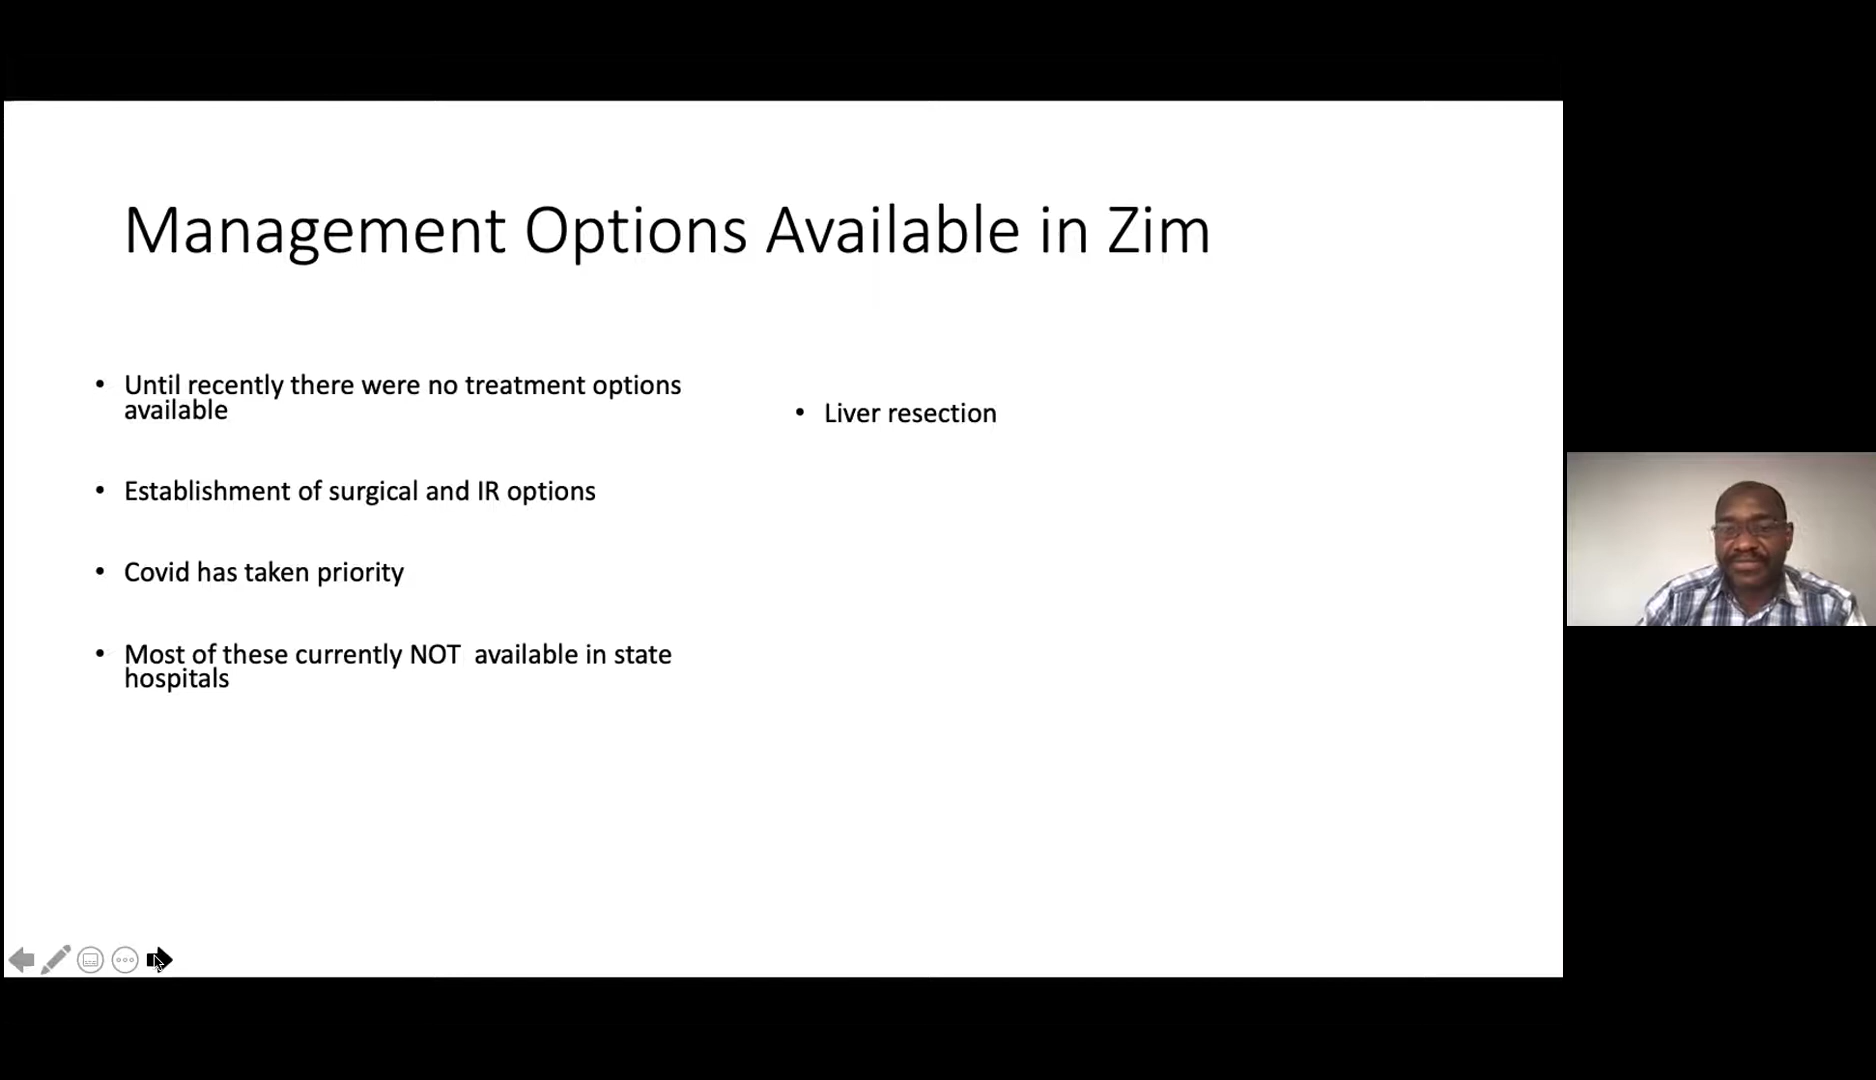 Management Options Available in Zim
• Until recently there were no treatment options
available
• Establishment of surgical and IR options
• Covid has taken priority
• Most of these currently NOT  available in state
hospitals
• Liver resection